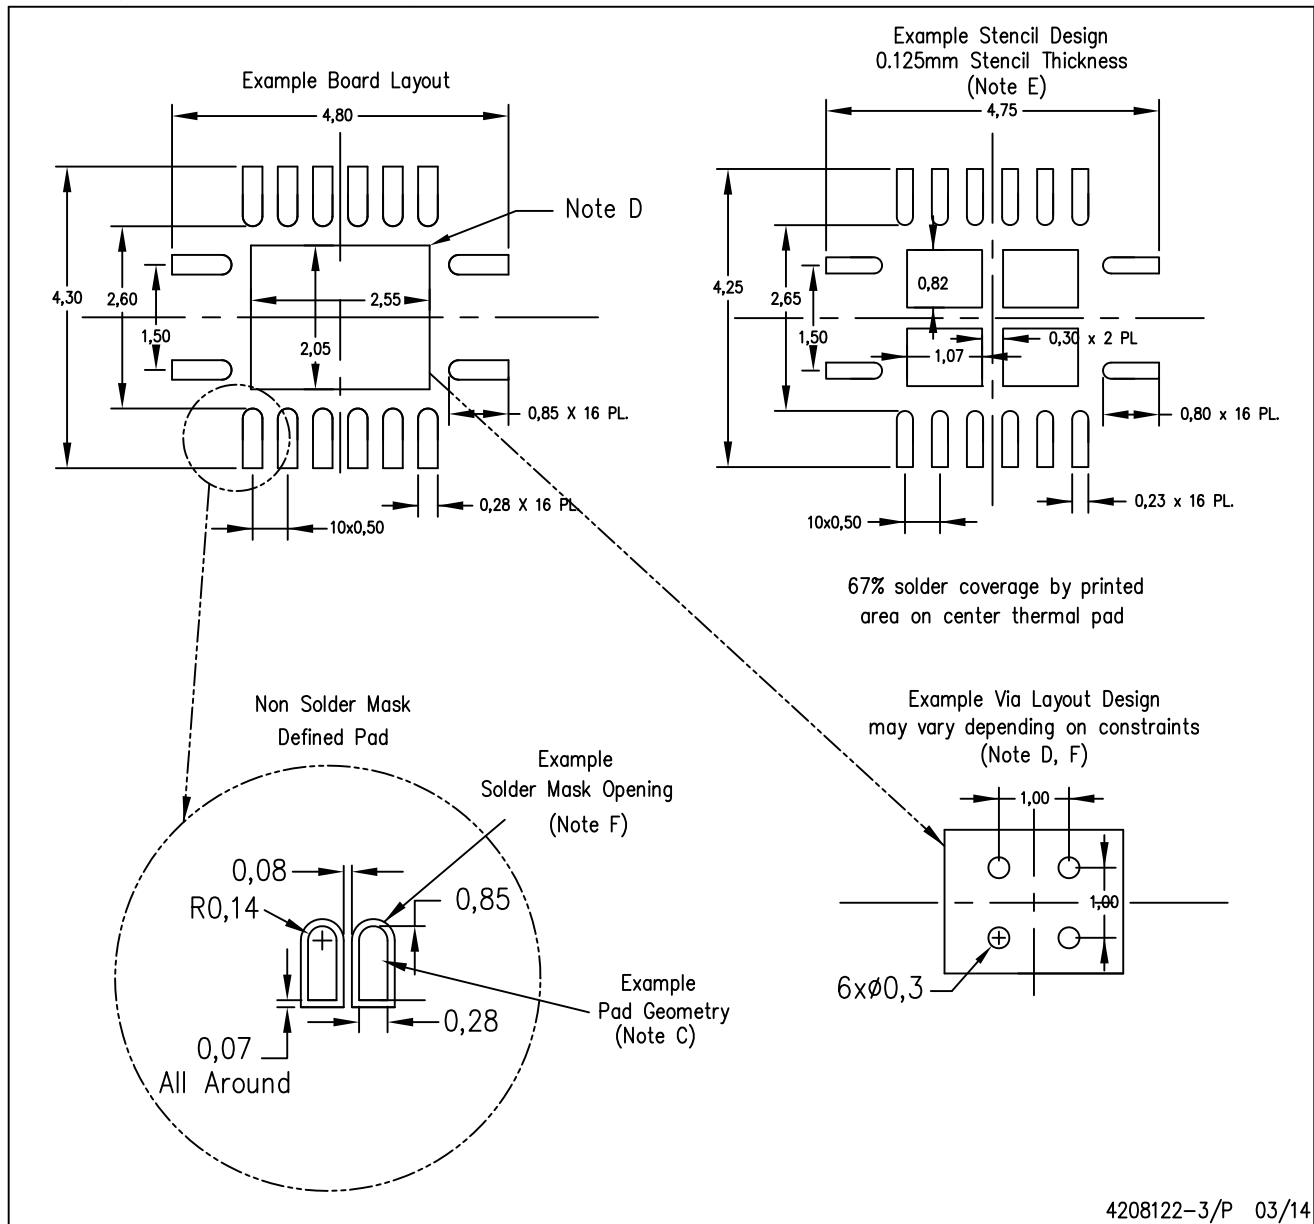 Example Board Layout
4,80
4,30
2,60
1,50
2,55
2,05
Note D
0,85 X 16 PL.
0,28 X 16 PL
10x0,50
Example Stencil Design
0.125mm Stencil Thickness
(Note E)
4,75
4,25
2,65
1,50
0,82
1,07
0,30 x 2 PL
0,80 x 16 PL.
0,23 x 16 PL.
10x0,50
67% solder coverage by printed
area on center thermal pad
Non Solder Mask
Defined Pad
Example
Solder Mask Opening
(Note F)
0,08
R0,14
0,85
Example
Pad Geometry
(Note C)
0,28
0,07
All Around
Example Via Layout Design
may vary depending on constraints
(Note D, F)
1,00
1,00
6xø0,3
4208122-3/P 03/14